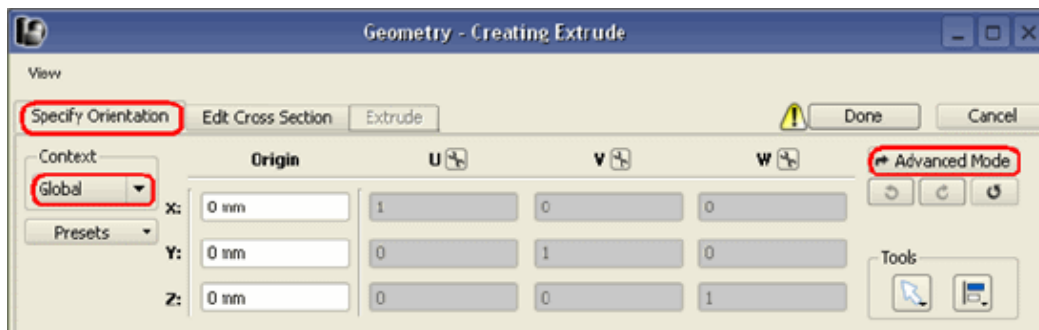 Geometry - Creating Extrude
View
Specify Orientation Edit Cross Section Extrude Done Cancel
Context Origin U V W Advanced Mode
Global
X: 0 mm 1 0 0
Presets
Y: 0 mm 0 1 0
Tools
Z: 0 mm 0 0 1